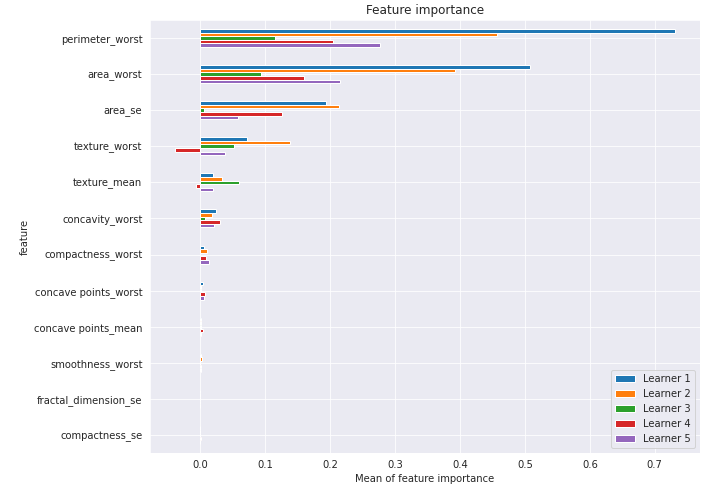 Feature importance
feature
perimeter_worst
area_worst
area_se
texture_worst
texture_mean
concavity_worst
compactness_worst
concave points_worst
concave points_mean
smoothness_worst
fractal_dimension_se
compactness_se
Learner 1
Learner 2
Learner 3
Learner 4
Learner 5
0.0 0.1 0.2 0.3 0.4 0.5 0.6 0.7
Mean of feature importance